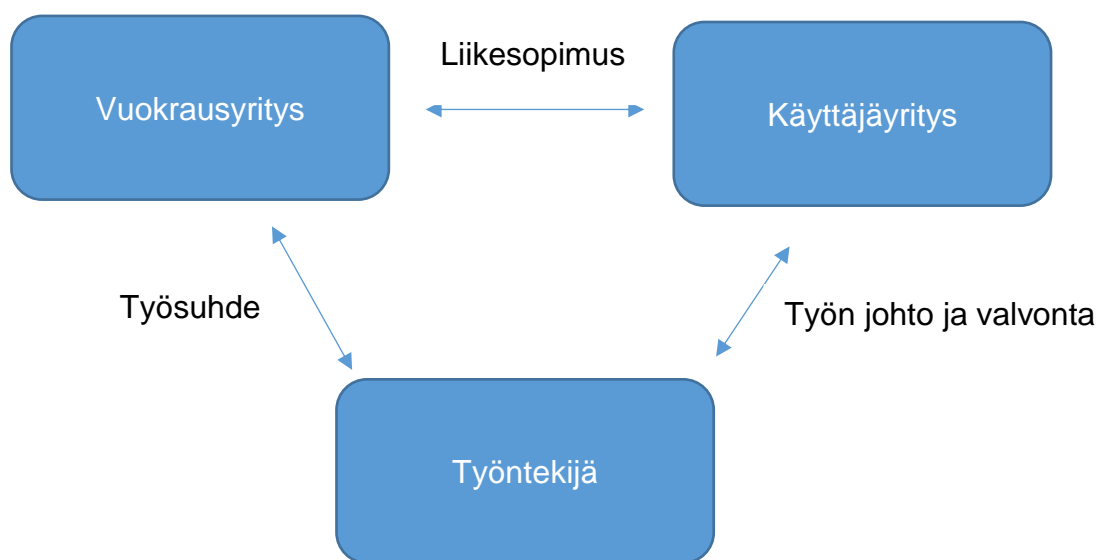 Liikesopimus
Vuokrausyritys
Käyttäjäyritys
Työsuhde
Työn johto ja valvonta
Työntekijä